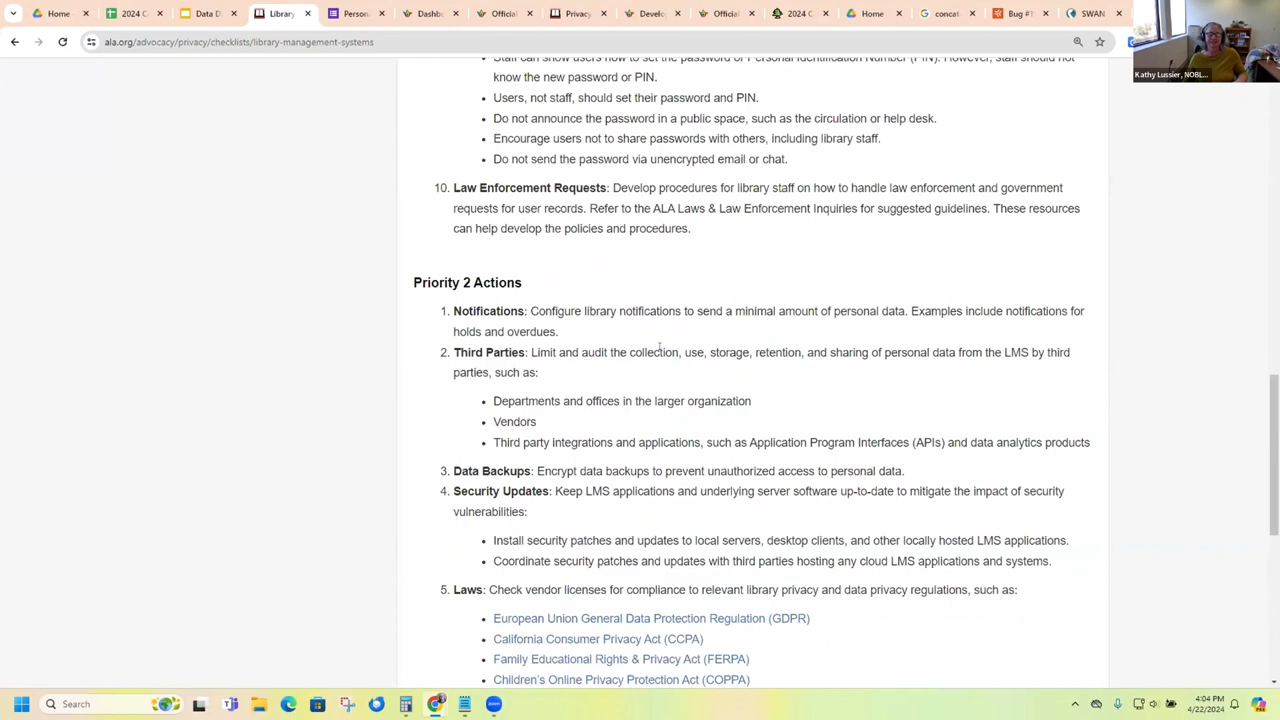 Home
2024 C
Data D
Library
Person
Dashbo
Official
Privacy
Develo
Official
2024 C
Home
concat
Bug #1
SWAN
ala.org/advocacy/privacy/checklists/library-management-systems
Kathy Lussier, NOBL...
Staff can show users how to set the password or Personal Identification Number (PIN). However, staff should not
know the new password or PIN.
• Users, not staff, should set their password and PIN.
• Do not announce the password in a public space, such as the circulation or help desk.
• Encourage users not to share passwords with others, including library staff.
• Do not send the password via unencrypted email or chat.
10. Law Enforcement Requests: Develop procedures for library staff on how to handle law enforcement and government
requests for user records. Refer to the ALA Laws & Law Enforcement Inquiries for suggested guidelines. These resources
can help develop the policies and procedures.
Priority 2 Actions
1. Notifications: Configure library notifications to send a minimal amount of personal data. Examples include notifications for
holds and overdues.
2. Third Parties: Limit and audit the collection, use, storage, retention, and sharing of personal data from the LMS by third
parties, such as:
• Departments and offices in the larger organization
• Vendors
• Third party integrations and applications, such as Application Program Interfaces (APIs) and data analytics products
3. Data Backups: Encrypt data backups to prevent unauthorized access to personal data.
4. Security Updates: Keep LMS applications and underlying server software up-to-date to mitigate the impact of security
vulnerabilities:
• Install security patches and updates to local servers, desktop clients, and other locally hosted LMS applications.
• Coordinate security patches and updates with third parties hosting any cloud LMS applications and systems.
5. Laws: Check vendor licenses for compliance to relevant library privacy and data privacy regulations, such as:
• European Union General Data Protection Regulation (GDPR)
• California Consumer Privacy Act (CCPA)
• Family Educational Rights & Privacy Act (FERPA)
• Children's Online Privacy Protection Act (COPPA)
Search
4:04 PM
4/22/2024